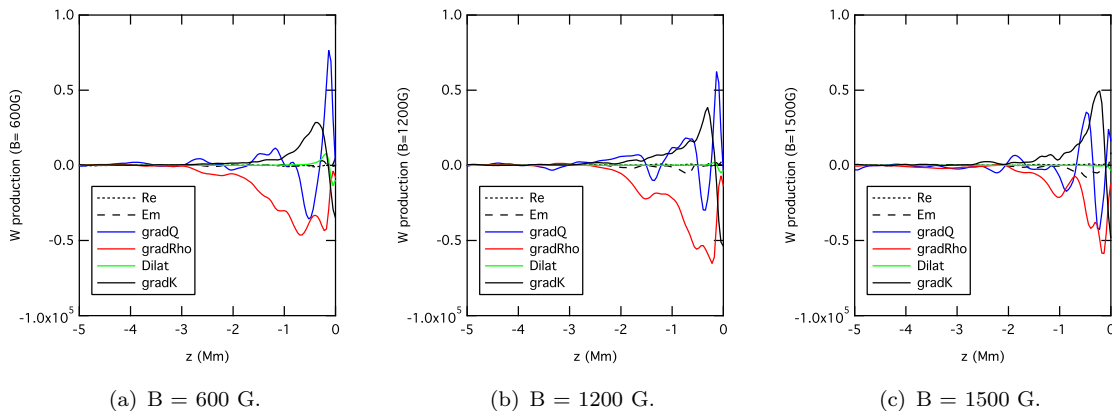 1.0
0.5
0.0
-0.5
-1.0x10^5
W production (B= 600G)
Re
Em
gradQ
gradRho
Dilat
gradK
-5 -4 -3 -2 -1 0
z (Mm)
(a) B = 600 G.
1.0
0.5
0.0
-0.5
-1.0x10^5
W production (B=1200G)
Re
Em
gradQ
gradRho
Dilat
gradK
-5 -4 -3 -2 -1 0
z (Mm)
(b) B = 1200 G.
1.0
0.5
0.0
-0.5
-1.0x10^5
W production (B=1500G)
Re
Em
gradQ
gradRho
Dilat
gradK
-5 -4 -3 -2 -1 0
z (Mm)
(c) B = 1500 G.